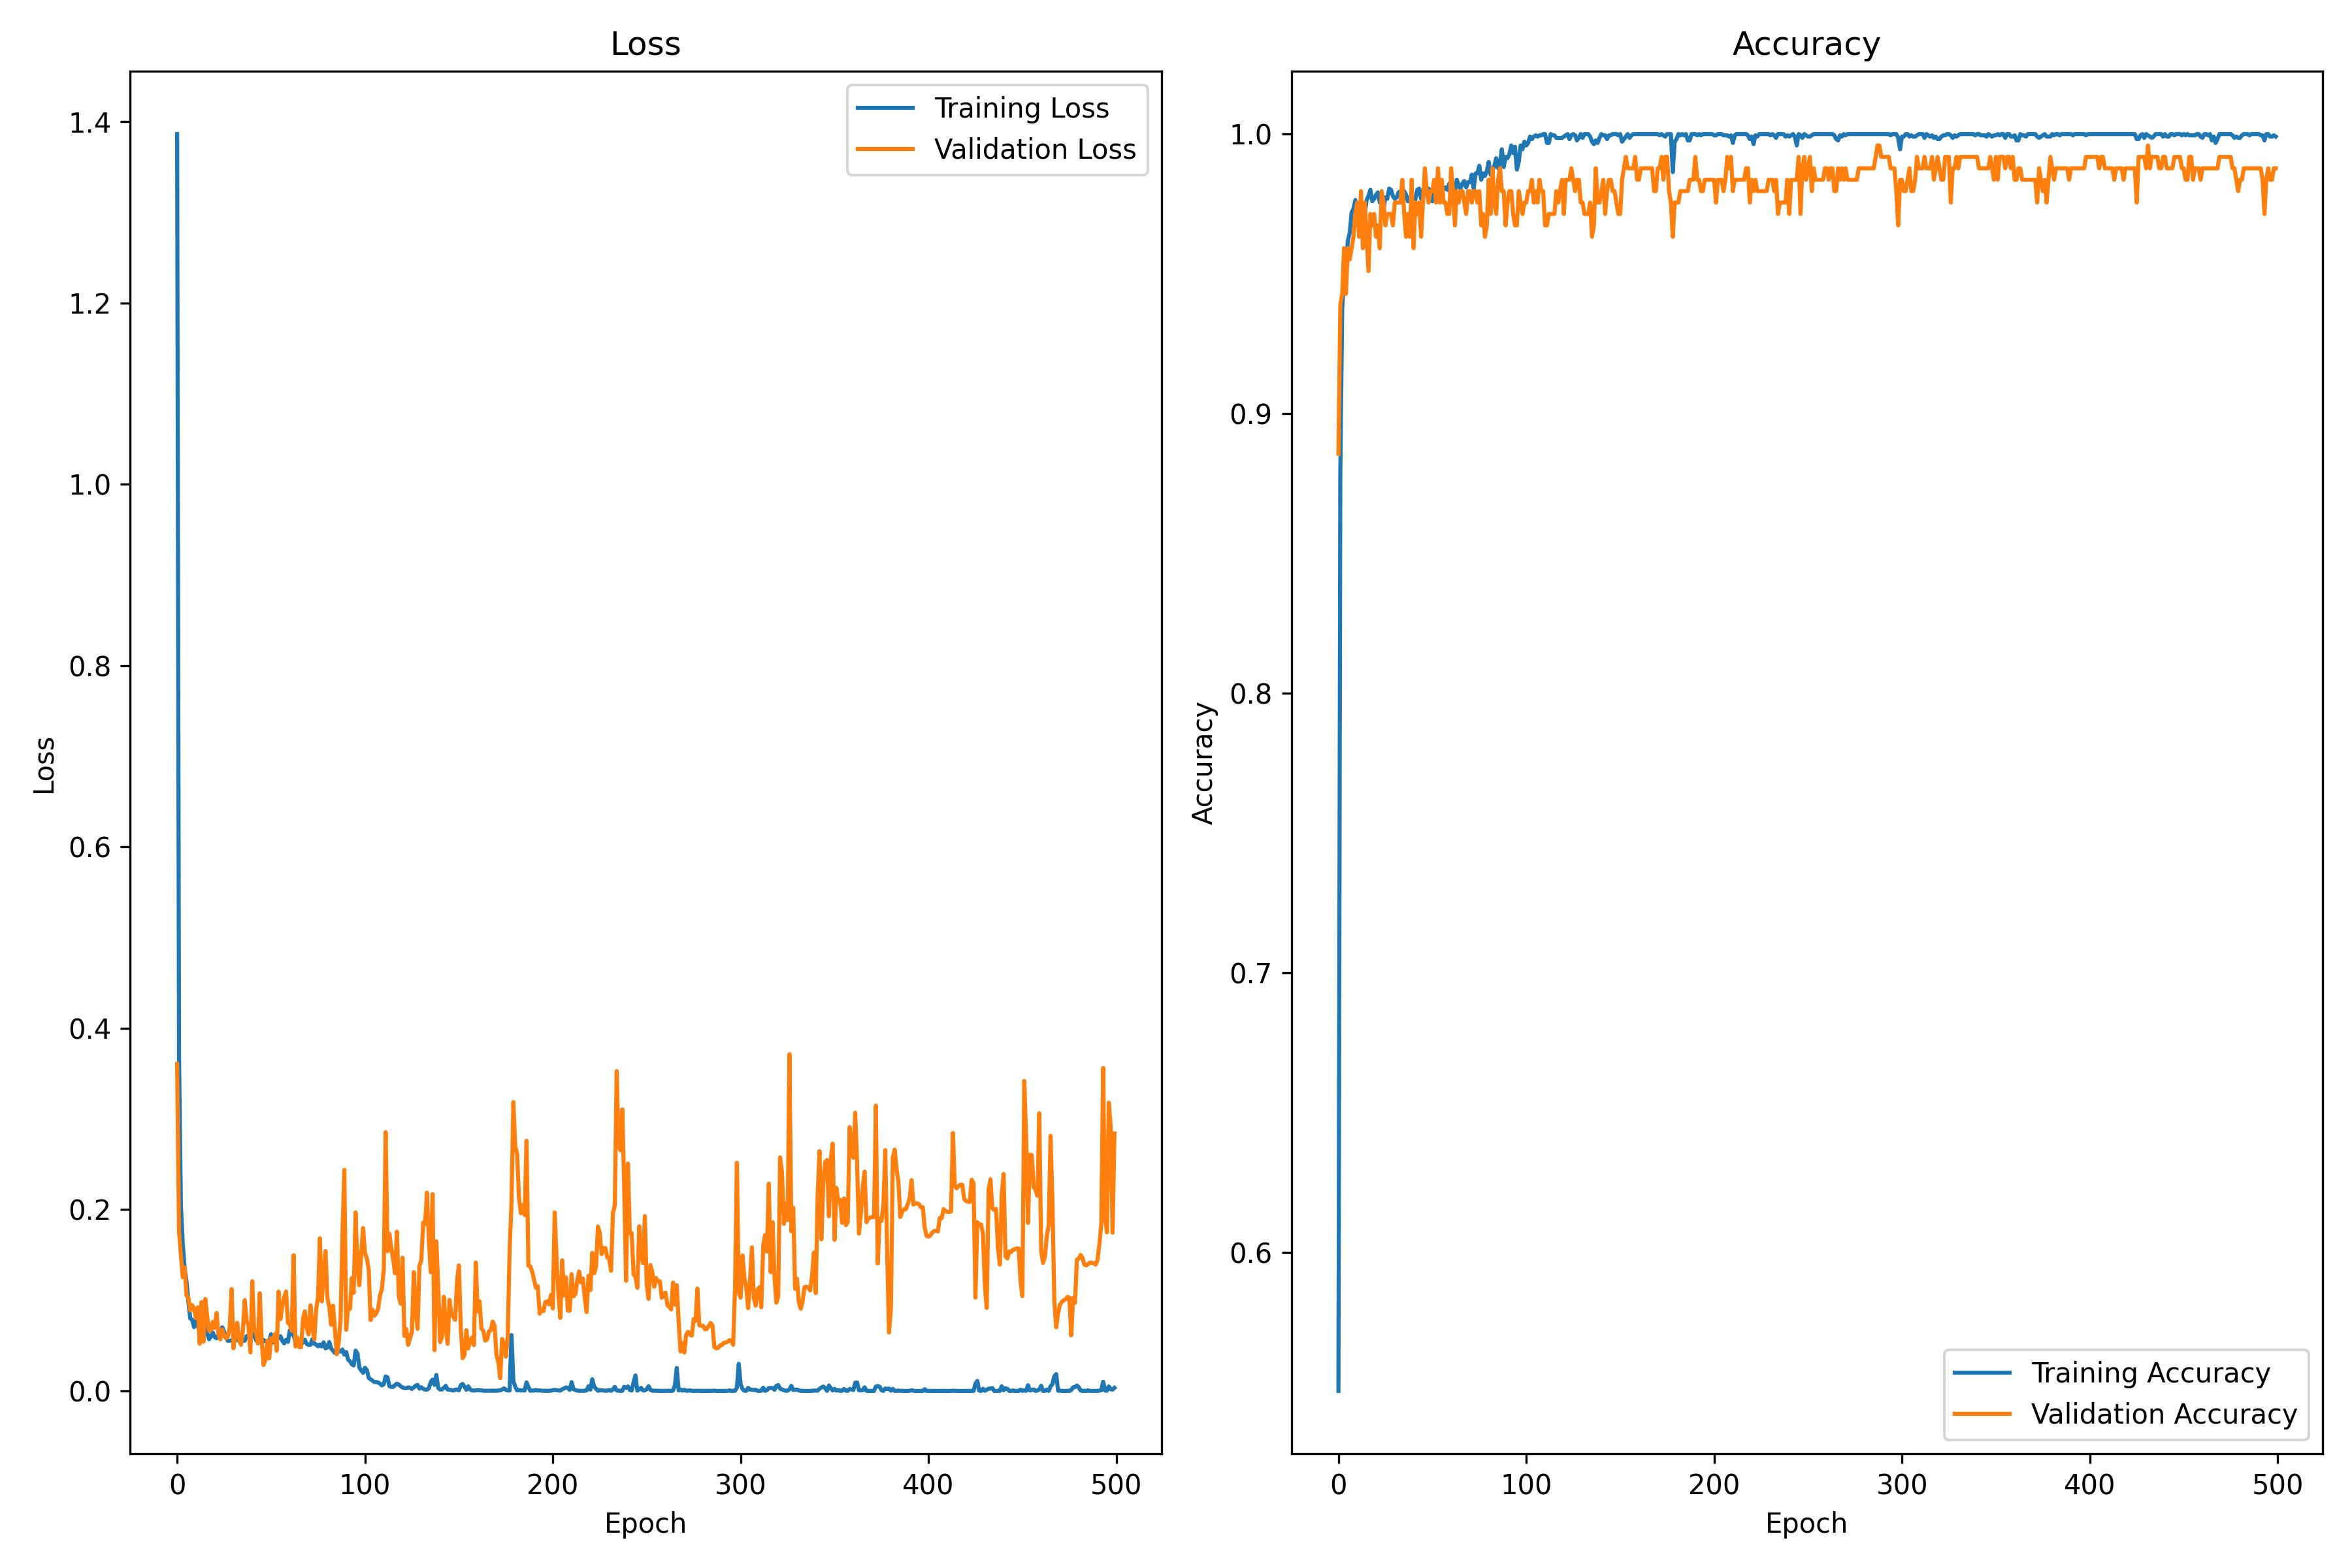 Loss
Training Loss
Validation Loss
1.4
1.2
1.0
0.8
0.6
0.4
0.2
0.0
Loss
0
100
200
300
400
500
Epoch
Accuracy
1.0
0.9
0.8
0.7
0.6
Accuracy
Training Accuracy
Validation Accuracy
0
100
200
300
400
500
Epoch